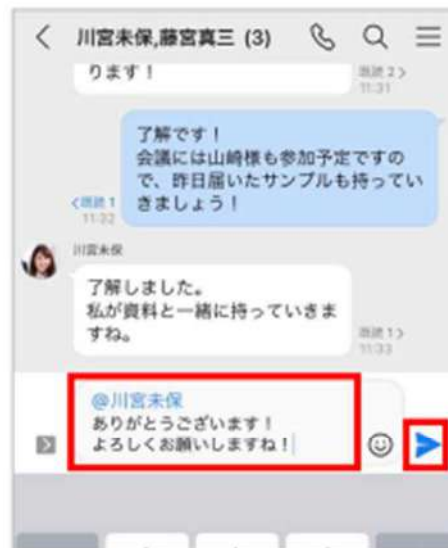 川宮未保,藤宮真三 (3)
ります！
既読 2
11:31
了解です！
会議には山崎様も参加予定ですの
で、昨日届いたサンプルも持ってい
きましょう！
既読 1
11:32
川宮未保
了解しました。
私が資料と一緒に持っていきま
すね。
既読 1
11:33
@川宮未保
ありがとうございます！
よろしくお願いしますね！